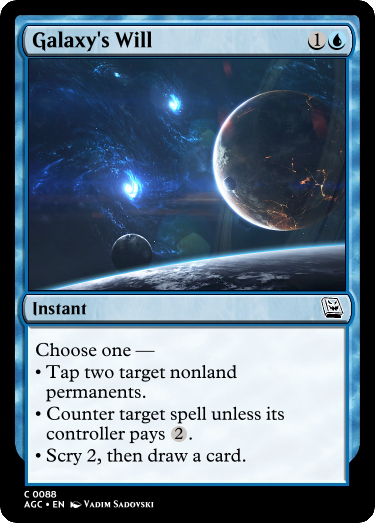 Galaxy's Will 1
Instant
Choose one —
• Tap two target nonland
permanents.
• Counter target spell unless its
controller pays 2.
• Scry 2, then draw a card.
C 0088
AGC • EN Vadim Sadovski